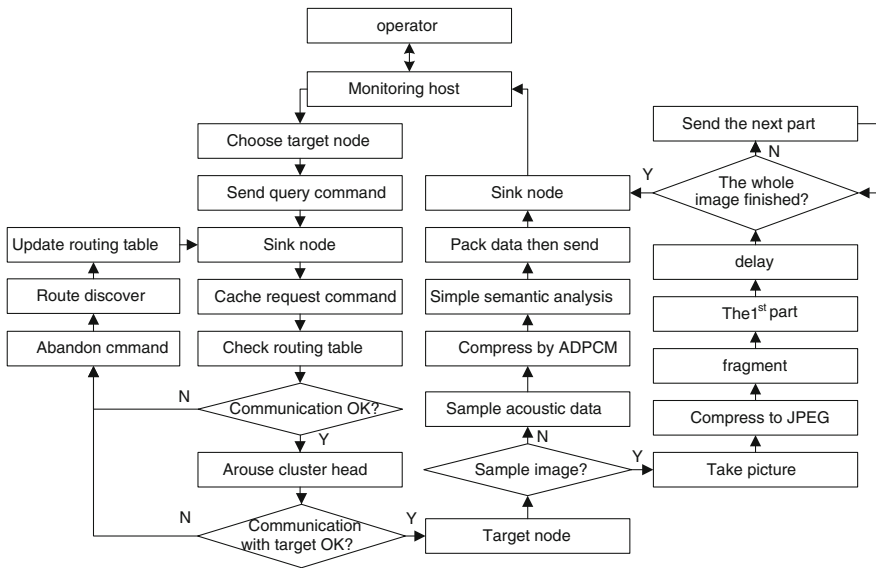 operator
Monitoring host
Choose target node
Send query command
Sink node
Cache request command
Check routing table
Communication OK?
N
Y
Arouse cluster head
Communication
with target OK?
N
Y
Update routing table
Route discover
Abandon cmmand
Sink node
Pack data then send
Simple semantic analysis
Compress by ADPCM
Sample acoustic data
N
Sample image?
Y
Target node
Send the next part
N
Y
The whole
image finished?
delay
The1st part
fragment
Compress to JPEG
Take picture